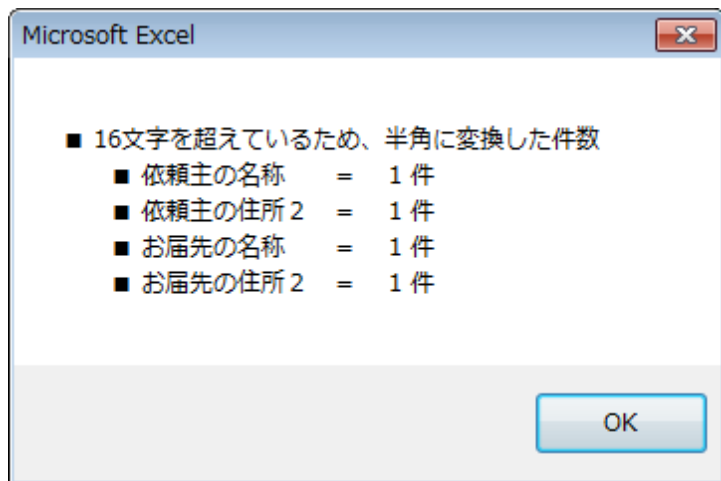 Microsoft Excel
■ 16文字を超えているため、半角に変換した件数
■ 依頼主の名称 = 1 件
■ 依頼主の住所２ = 1 件
■ お届先の名称 = 1 件
■ お届先の住所２ = 1 件
OK